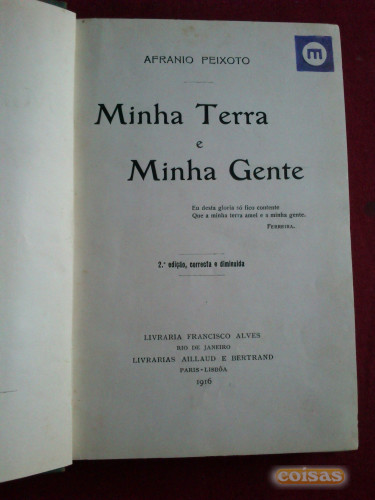 AFRANIO PEIXOTO
m
Minha Terra
e
Minha Gente
Eu desta gloria só fico contente
Que a minha terra amei e a minha gente.
FERREIRA.
2.ª edição, correcta e diminuida
LIVRARIA FRANCISCO ALVES
RIO DE JANEIRO
LIVRARIAS AILLAUD E BERTRAND
PARIS-LISBÔA
1916
coisas